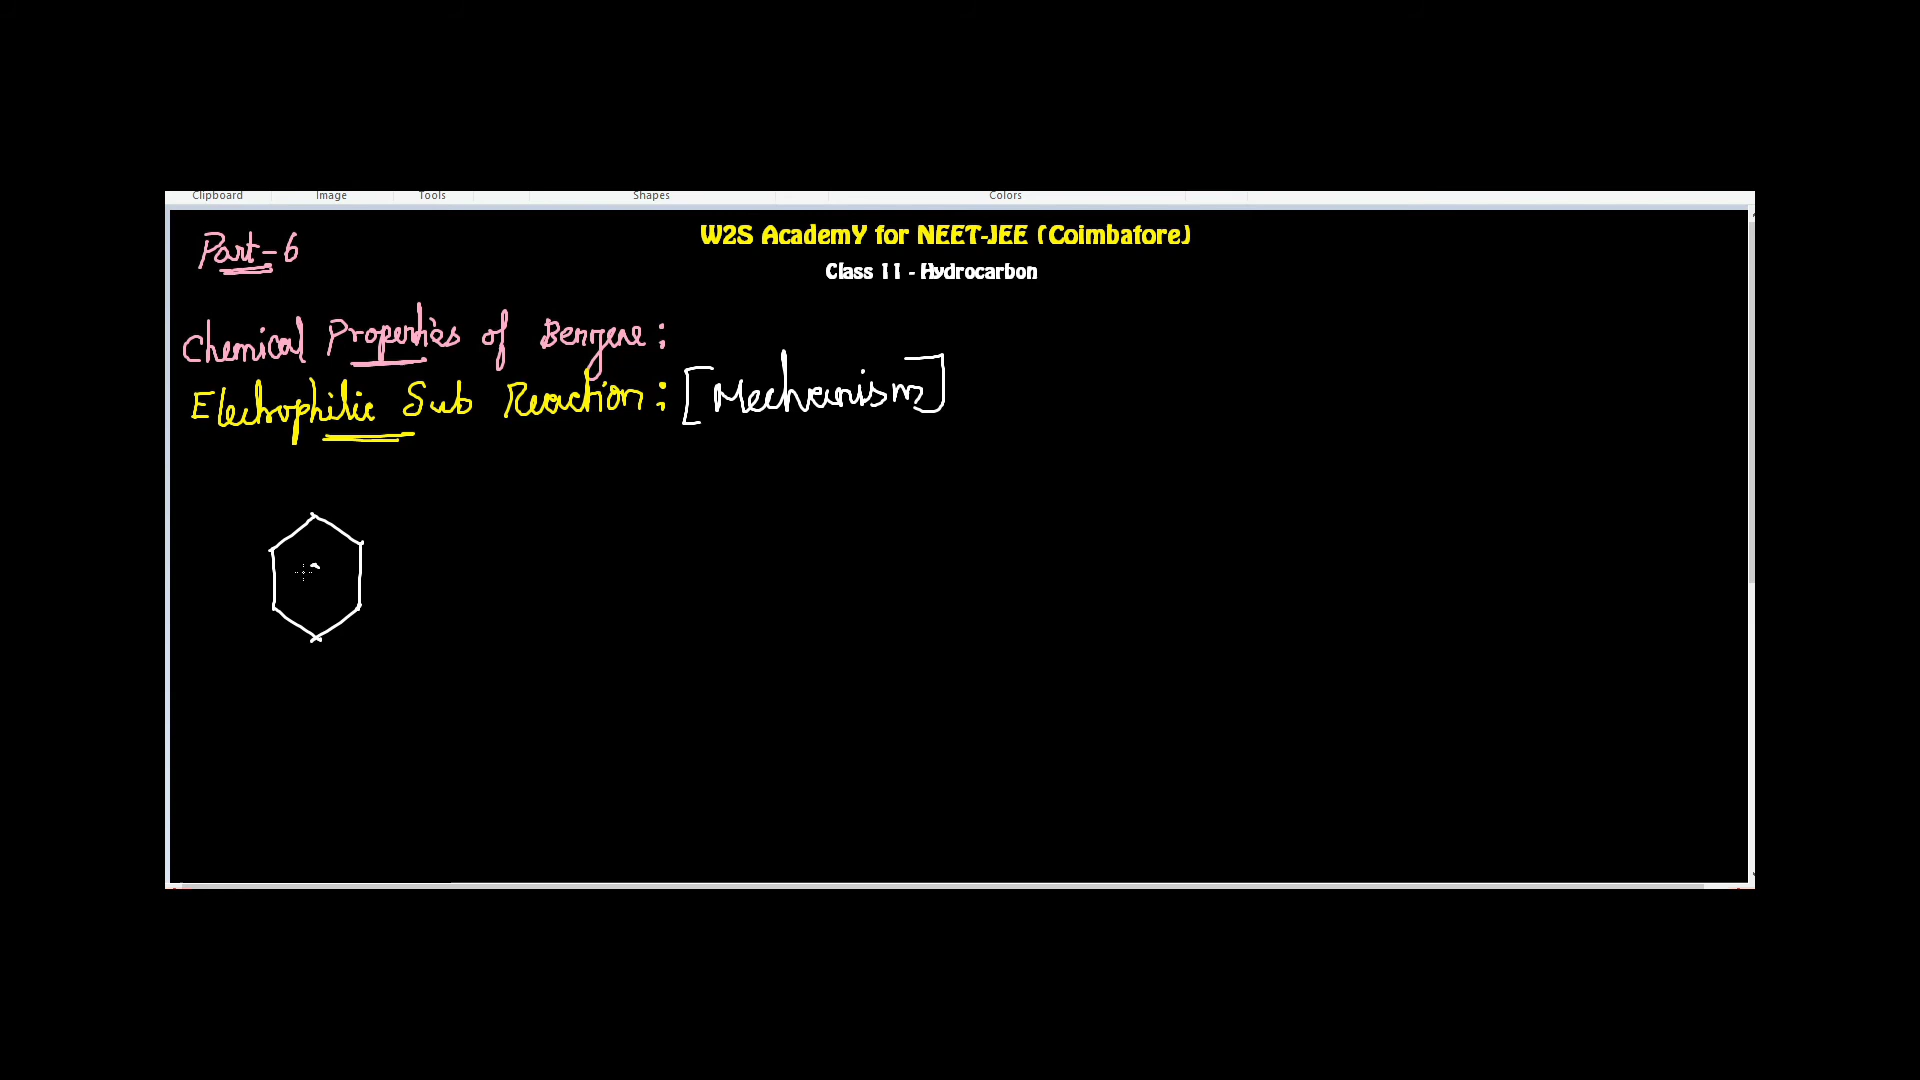 Clipboard Image Tools Shapes Colors
W2S AcademY for NEET-JEE (Coimbatore)
Part-6
Class 11 - Hydrocarbon
Chemical Properties of Benzene:
Electrophilic Sub Reaction: [Mechanism]